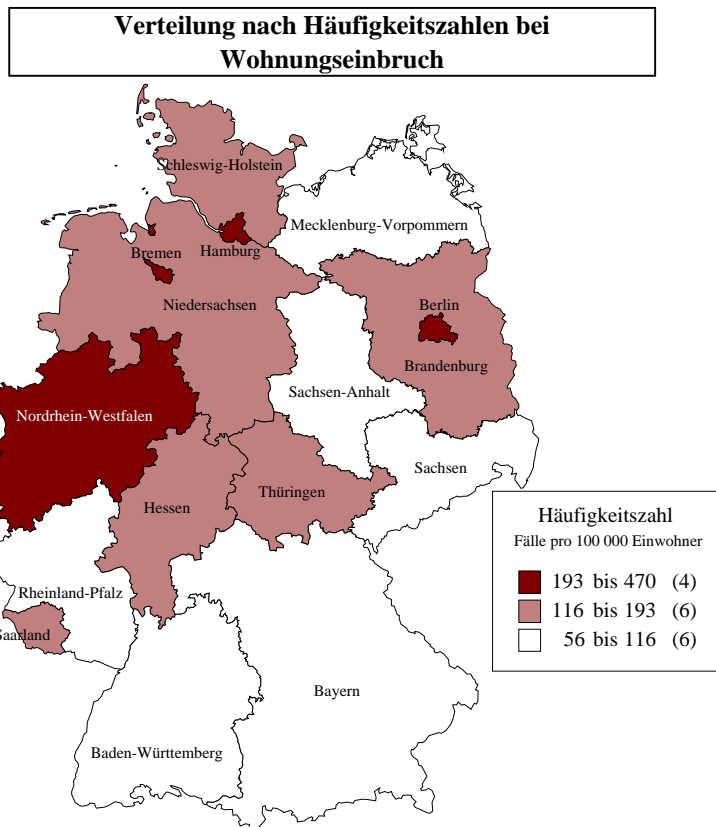 Verteilung nach Häufigkeitszahlen bei
Wohnungseinbruch
Schleswig-Holstein
Mecklenburg-Vorpommern
Bremen
Hamburg
Niedersachsen
Berlin
Brandenburg
Sachsen-Anhalt
Nordrhein-Westfalen
Sachsen
Thüringen
Hessen
Häufigkeitszahl
Fälle pro 100 000 Einwohner
193 bis 470 (4)
116 bis 193 (6)
56 bis 116 (6)
Rheinland-Pfalz
Saarland
Bayern
Baden-Württemberg